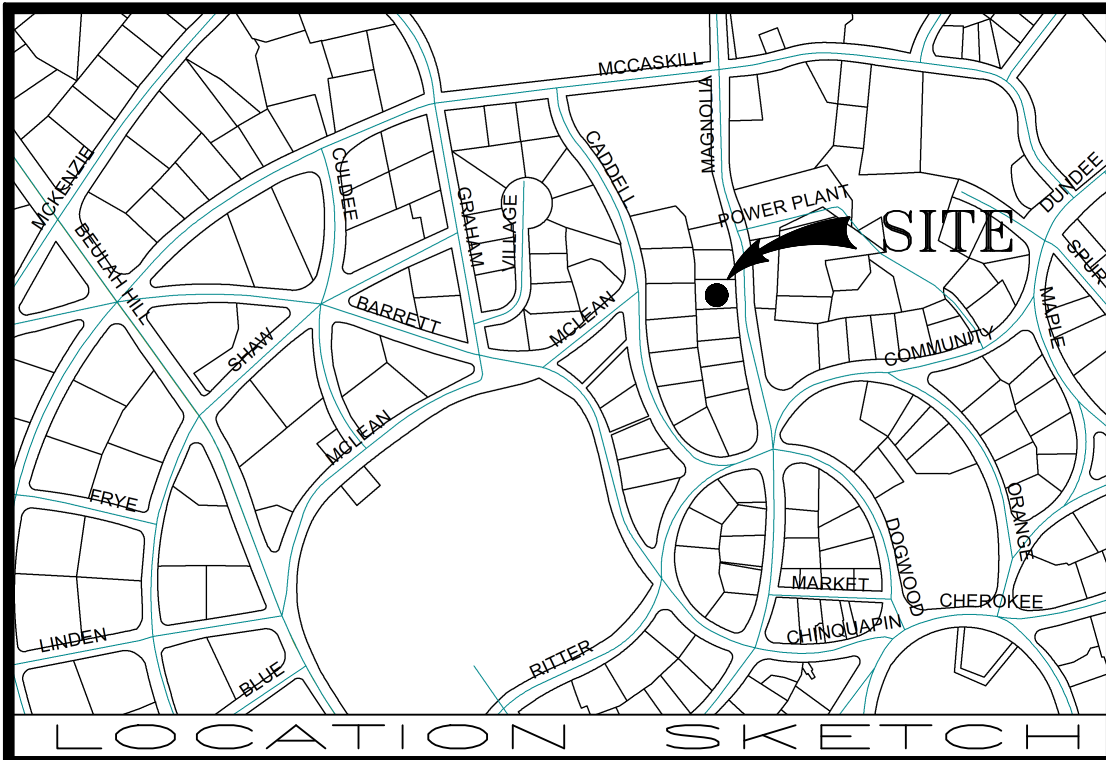 MCCASKILL
MAGNOLIA
MCKENZIE
CULDEE
CADDELL
DUNDEE
GRAHAM
VILLAGE
POWER PLANT
SITE
BEULAH HILL
SPUR
MAPLE
BARRETT
MCLEAN
SHAW
COMMUNITY
MCLEAN
FRYE
ORANGE
DOGWOOD
MARKET
CHEROKEE
CHINQUAPIN
LINDEN
RITTER
BLUE
LOCATION SKETCH